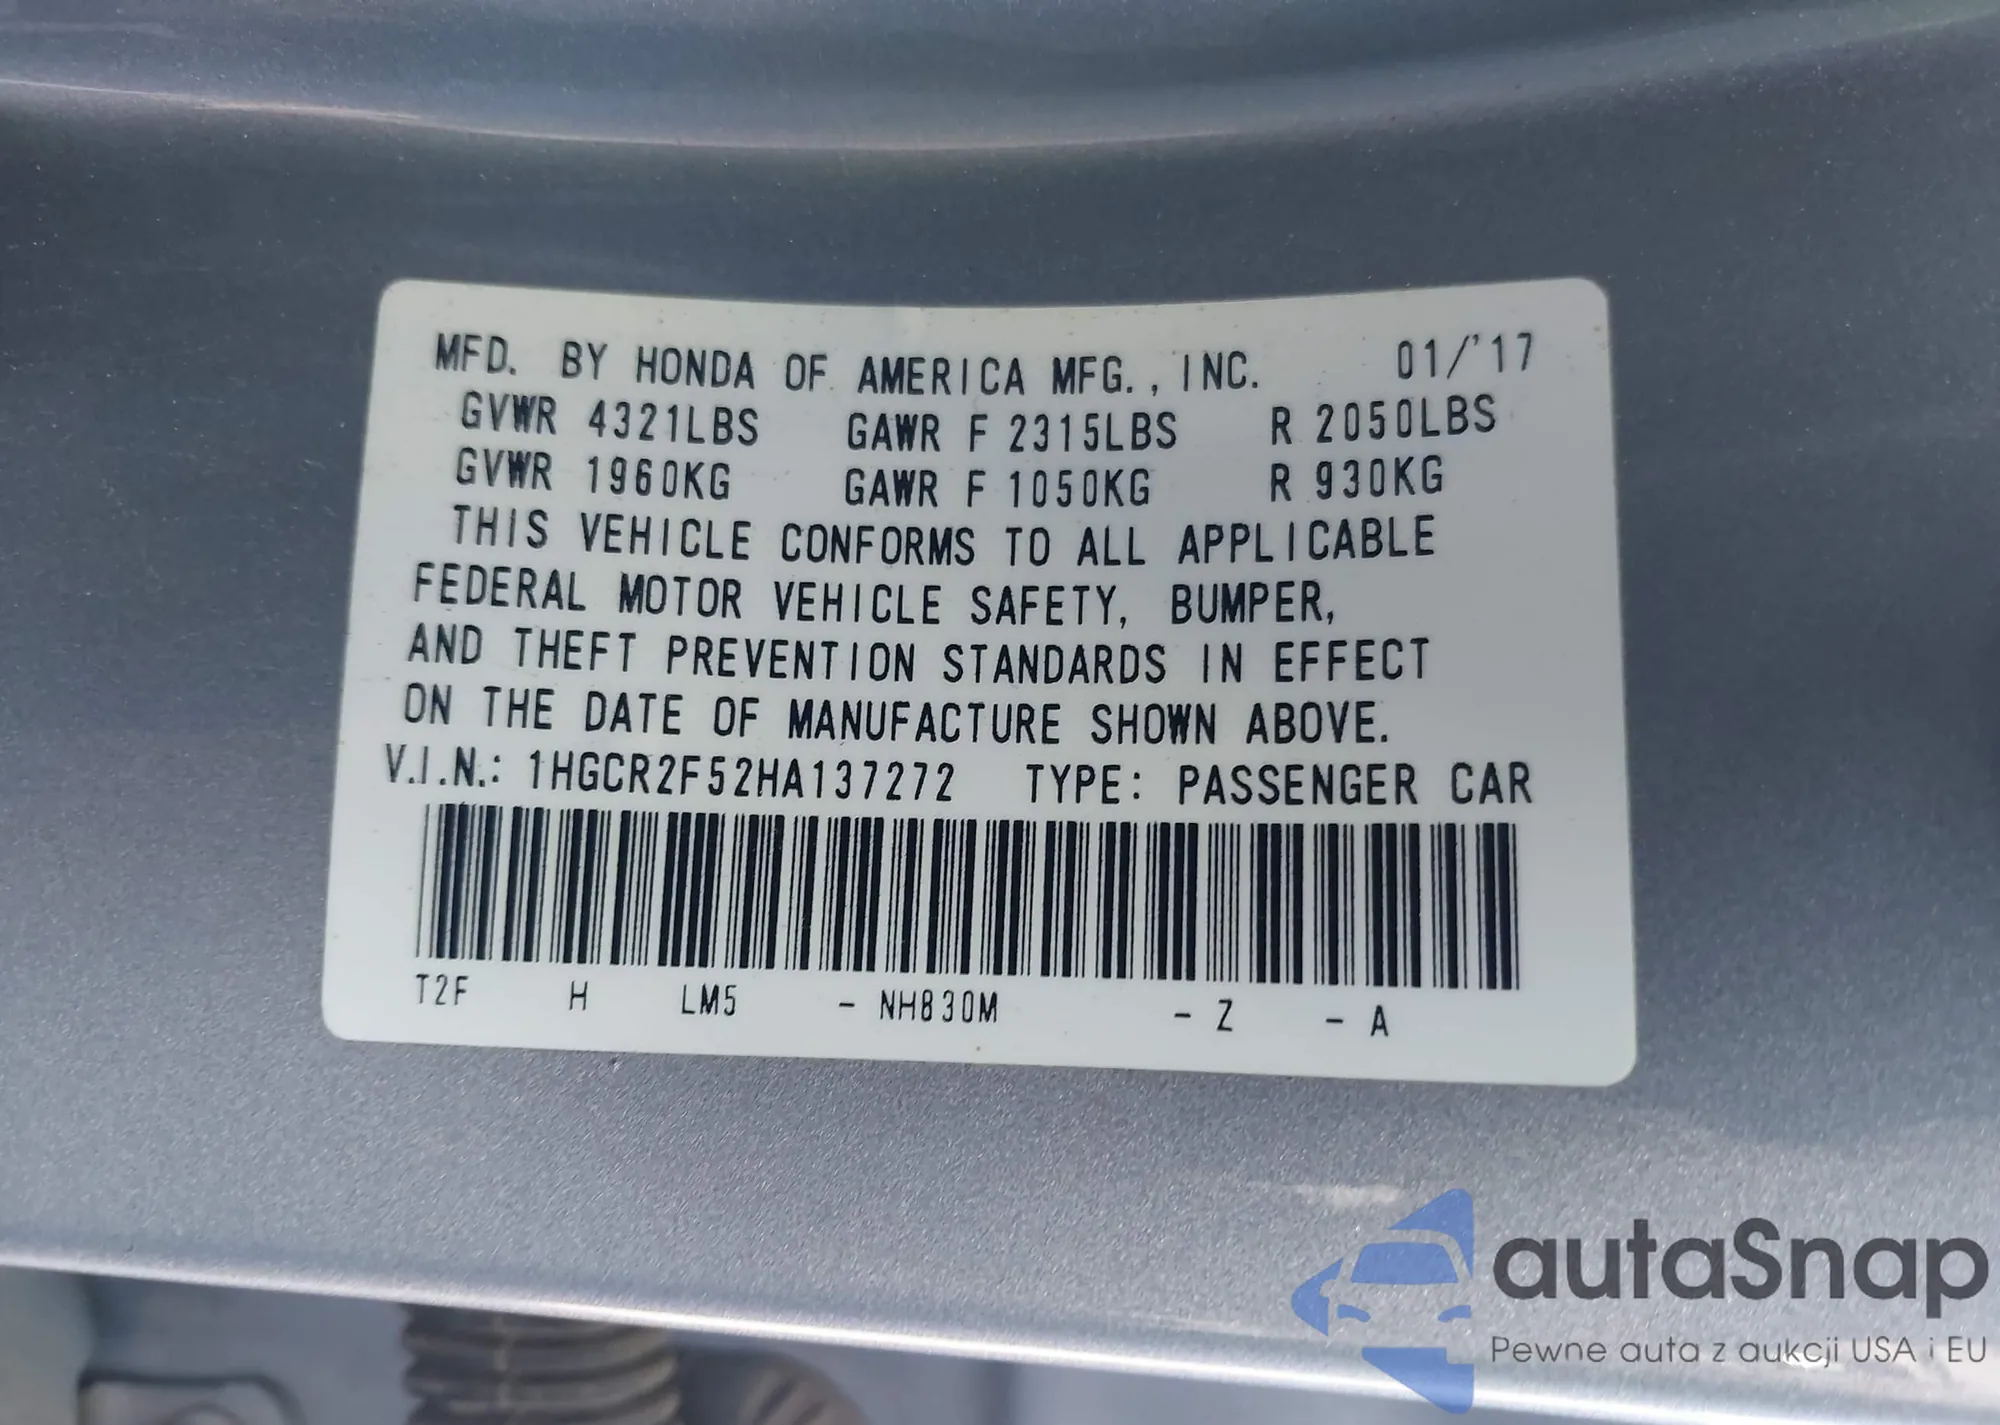 MFD. BY HONDA OF AMERICA MFG., INC. 01/'17
GVWR 4321LBS GAWR F 2315LBS R 2050LBS
GVWR 1960KG GAWR F 1050KG R 930KG
THIS VEHICLE CONFORMS TO ALL APPLICABLE
FEDERAL MOTOR VEHICLE SAFETY, BUMPER,
AND THEFT PREVENTION STANDARDS IN EFFECT
ON THE DATE OF MANUFACTURE SHOWN ABOVE.
V.I.N.: 1HGCR2F52HA137272 TYPE: PASSENGER CAR
T2F H LM5 - NH830M - Z - A
autaSnap
Pewne auta z aukcji USA i EU